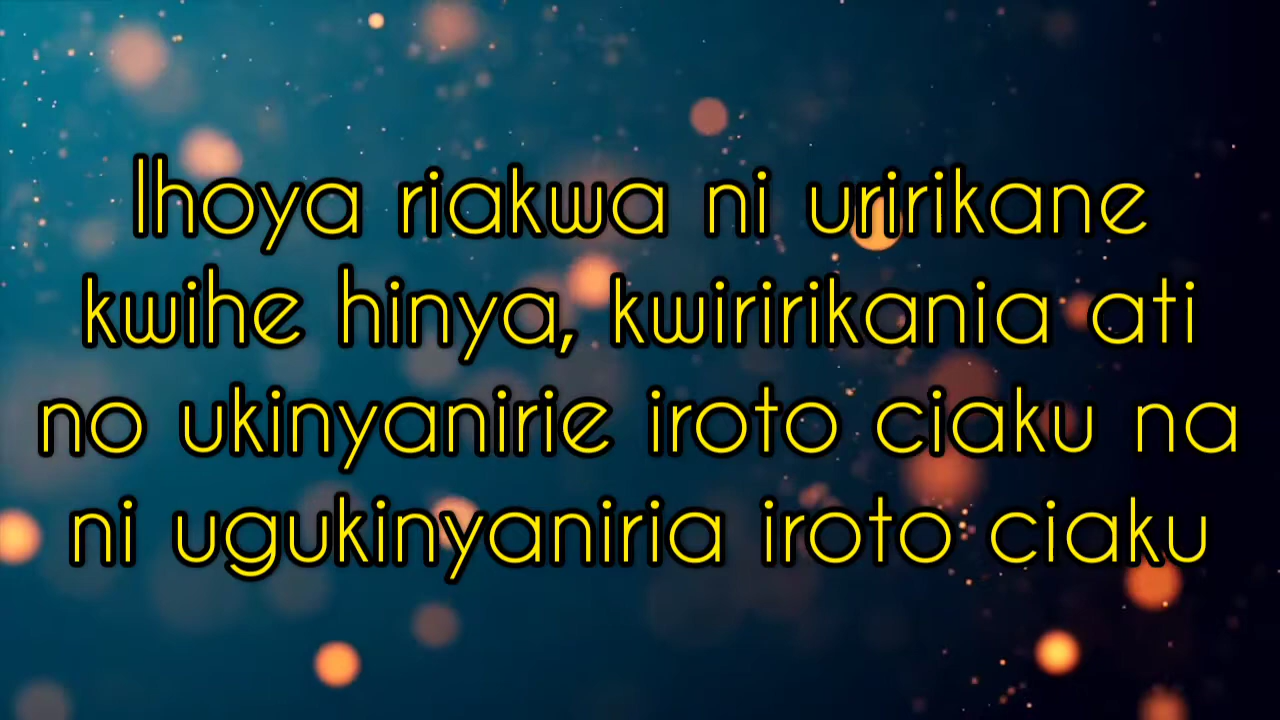 Ihoya riakwa ni uririkane
kwihe hinya, kwiririkania ati
no ukinyanirie iroto ciaku na
ni ugukinyaniria iroto ciaku